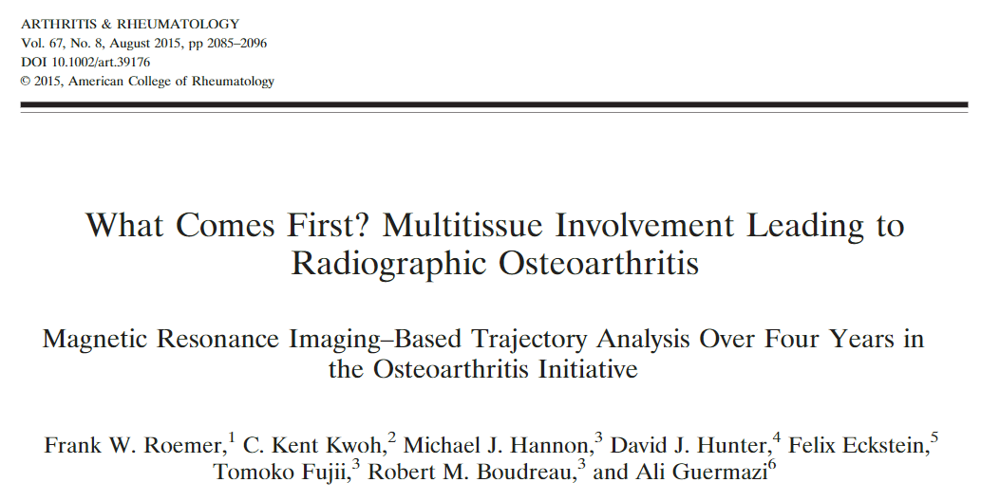 ARTHRITIS & RHEUMATOLOGY
Vol. 67, No. 8, August 2015, pp 2085–2096
DOI 10.1002/art.39176
© 2015, American College of Rheumatology
What Comes First? Multitissue Involvement Leading to
Radiographic Osteoarthritis
Magnetic Resonance Imaging–Based Trajectory Analysis Over Four Years in
the Osteoarthritis Initiative
Frank W. Roemer,1 C. Kent Kwoh,2 Michael J. Hannon,3 David J. Hunter,4 Felix Eckstein,5
Tomoko Fujii,3 Robert M. Boudreau,3 and Ali Guermazi6